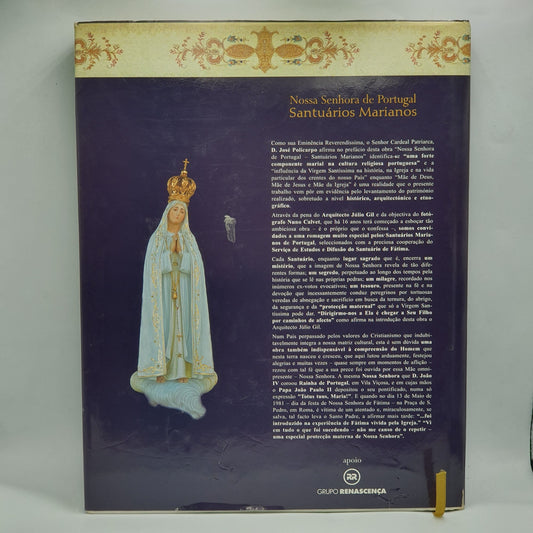 Nossa Senhora de Portugal
Santuários Marianos
Como sua Eminência Reverendíssima, o Senhor Cardeal Patriarca,
D. José Policarpo afirma no prefácio desta obra "Nossa Senhora
de Portugal – Santuários Marianos" identifica-se "uma forte
componente marial na cultura religiosa portuguesa" e a
"influência da Virgem Santíssima na história, na Igreja e na vida
particular dos crentes do nosso País" enquanto "Mãe de Deus,
Mãe de Jesus e Mãe da Igreja" é uma realidade que o presente
trabalho vem pôr em evidência pelo levantamento do património
realizado, sobretudo a nível histórico, arquitectónico e etno-
gráfico.
Através da pena do Arquitecto Júlio Gil e da objectiva do fotó-
grafo Nuno Calvet, que há 16 anos terá começado a esboçar tão
ambiciosa obra – é o próprio que o confessa –, somos convi-
dados a uma romagem muito especial pelos Santuários Maria-
nos de Portugal, seleccionados com a preciosa cooperação do
Serviço de Estudos e Difusão do Santuário de Fátima.
Cada Santuário, enquanto lugar sagrado que é, encerra um
mistério, que a imagem de Nossa Senhora revela de tão dife-
rentes formas; um segredo, perpetuado ao longo dos tempos pela
história que se lê nas próprias pedras; um milagre, recordado nos
inúmeros ex-votos evocativos; um tesouro, presente na fé e na
devoção que incessantemente conduz peregrinos por tortuosas
veredas de abnegação e sacrifício em busca da ternura, do abrigo,
da segurança e da "protecção maternal" que só a Virgem San-
tíssima pode dar. "Dirigirmo-nos a Ela é chegar a Seu Filho
por caminhos de afecto" como afirma na introdução desta obra o
Arquitecto Júlio Gil.
Num País perpassado pelos valores do Cristianismo que indubi-
tavelmente integra a nossa matriz cultural, esta é sem dúvida uma
obra também indispensável à compreensão do Homem que
nesta terra nasceu e cresceu, que aqui lutou arduamente, festejou
alegrias e muitas vezes – quase sempre em momentos de aflição –
rezou com tal fé que a sua prece foi ouvida por essa Mãe omni-
presente – Nossa Senhora. A mesma Nossa Senhora que D. João
IV coroou Rainha de Portugal, em Vila Viçosa, e em cujas mãos
o Papa João Paulo II depositou o seu pontificado, numa só
expressão "Totus tuus, Maria!". E quando no dia 13 de Maio de
1981 – dia da festa de Nossa Senhora de Fátima – na Praça de S.
Pedro, em Roma, é vítima de um atentado e, miraculosamente, se
salva, tal facto leva o Santo Padre, a afirmar mais tarde: "...fui
introduzido na experiência de Fátima vivida pela Igreja." "Vi
em tudo o que foi sucedendo – não me canso de o repetir –
uma especial protecção materna de Nossa Senhora".
apoio
RR
GRUPO RENASCENÇA